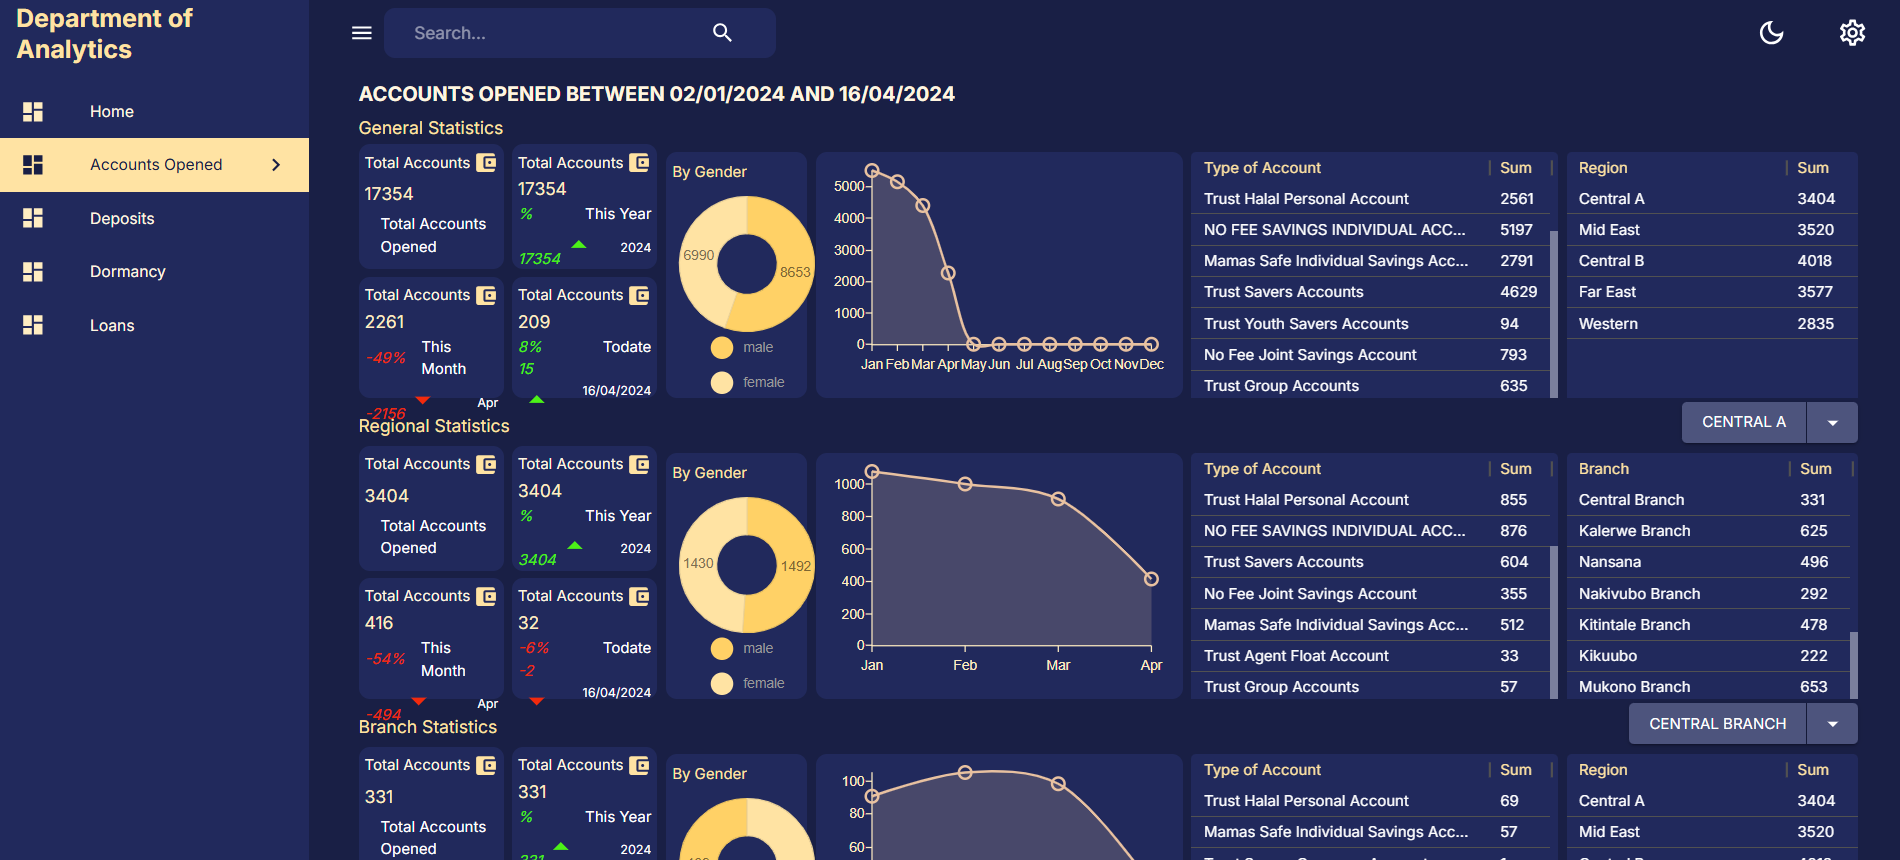 Department of
Analytics
Home
Accounts Opened
Deposits
Dormancy
Loans
Search...
ACCOUNTS OPENED BETWEEN 02/01/2024 AND 16/04/2024
General Statistics
Total Accounts
17354
Total Accounts
Opened
Total Accounts
17354
% This Year
17354 2024
Total Accounts
2261
-49% This
Month
-2156 Apr
Total Accounts
209
8% Todate
15
16/04/2024
By Gender
6990
8653
male
female
5000
4000
3000
2000
1000
0
Jan Feb Mar Apr May Jun Jul Aug Sep Oct Nov Dec
Type of Account Sum
Trust Halal Personal Account 2561
NO FEE SAVINGS INDIVIDUAL ACC... 5197
Mamas Safe Individual Savings Acc... 2791
Trust Savers Accounts 4629
Trust Youth Savers Accounts 94
No Fee Joint Savings Account 793
Trust Group Accounts 635
Region Sum
Central A 3404
Mid East 3520
Central B 4018
Far East 3577
Western 2835
Regional Statistics
CENTRAL A
Total Accounts
3404
Total Accounts
Opened
Total Accounts
3404
% This Year
3404 2024
Total Accounts
416
-54% This
Month
-494 Apr
Total Accounts
32
-6% Todate
-2
16/04/2024
By Gender
1430
1492
male
female
1000
800
600
400
200
0
Jan Feb Mar Apr
Type of Account Sum
Trust Halal Personal Account 855
NO FEE SAVINGS INDIVIDUAL ACC... 876
Trust Savers Accounts 604
No Fee Joint Savings Account 355
Mamas Safe Individual Savings Acc... 512
Trust Agent Float Account 33
Trust Group Accounts 57
Branch Sum
Central Branch 331
Kalerwe Branch 625
Nansana 496
Nakivubo Branch 292
Kitintale Branch 478
Kikuubo 222
Mukono Branch 653
Branch Statistics
CENTRAL BRANCH
Total Accounts
331
Total Accounts
Opened
Total Accounts
331
% This Year
331 2024
By Gender
100
80
60
Type of Account Sum
Trust Halal Personal Account 69
Mamas Safe Individual Savings Acc... 57
Region Sum
Central A 3404
Mid East 3520